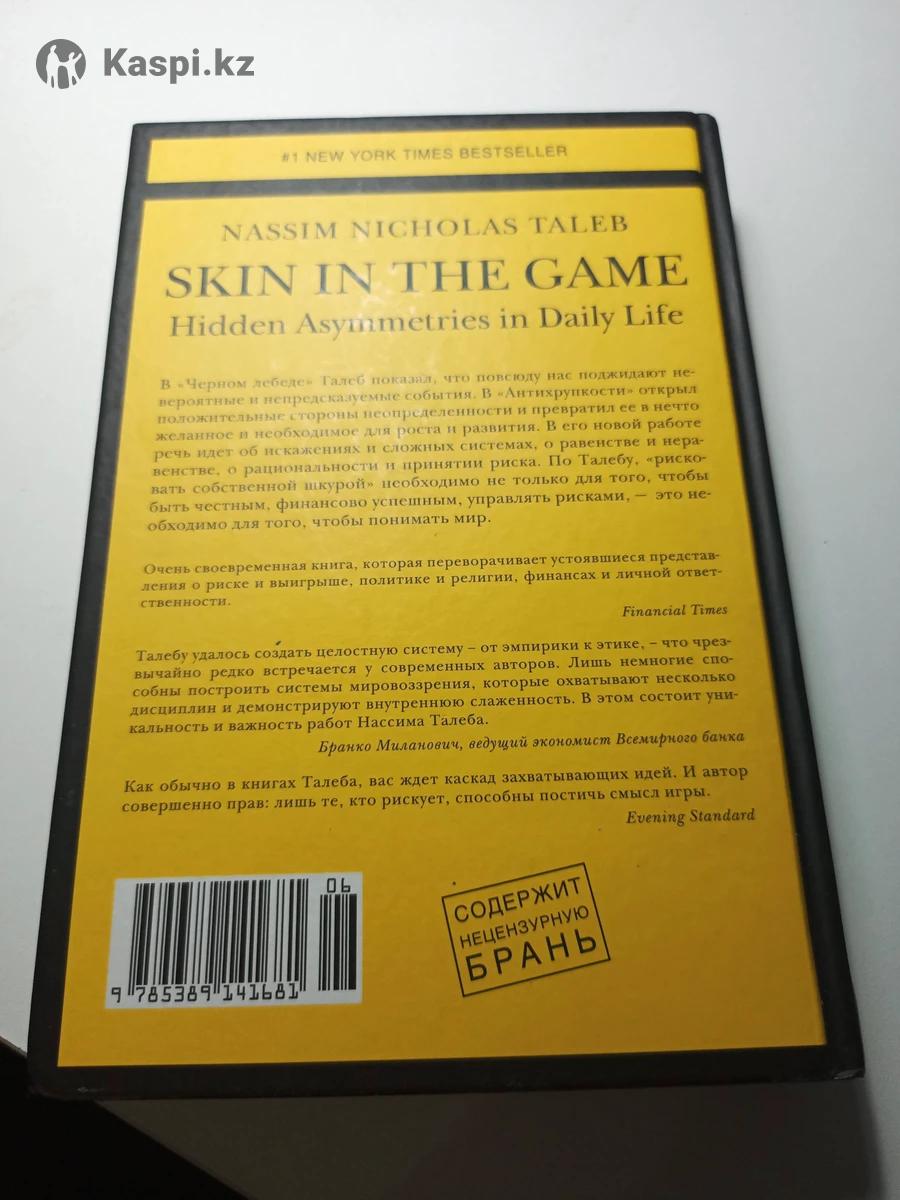 Kaspi.kz
#1 NEW YORK TIMES BESTSELLER
NASSIM NICHOLAS TALEB
SKIN IN THE GAME
Hidden Asymmetries in Daily Life
В «Черном лебеде» Талеб показал, что повсюду нас поджидают не-
вероятные и непредсказуемые события. В «Антихрупкости» открыл
положительные стороны неопределенности и превратил ее в нечто
желанное и необходимое для роста и развития. В его новой работе
речь идет об искажениях и сложных системах, о равенстве и нера-
венстве, о рациональности и принятии риска. По Талебу, «риско-
вать собственной шкурой» необходимо не только для того, чтобы
быть честным, финансово успешным, управлять рисками, — это не-
обходимо для того, чтобы понимать мир.
Очень своевременная книга, которая переворачивает устоявшиеся представ-
ления о риске и выигрыше, политике и религии, финансах и личной ответ-
ственности.
Financial Times
Талебу удалось создать целостную систему – от эмпирики к этике, – что чрез-
вычайно редко встречается у современных авторов. Лишь немногие спо-
собны построить системы мировоззрения, которые охватывают несколько
дисциплин и демонстрируют внутреннюю слаженность. В этом состоит уни-
кальность и важность работ Нассима Талеба.
Бранко Миланович, ведущий экономист Всемирного банка
Как обычно в книгах Талеба, вас ждет каскад захватывающих идей. И автор
совершенно прав: лишь те, кто рискует, способны постичь смысл игры.
Evening Standard
06
9 785389 141681
СОДЕРЖИТ
НЕЦЕНЗУРНУЮ
БРАНЬ